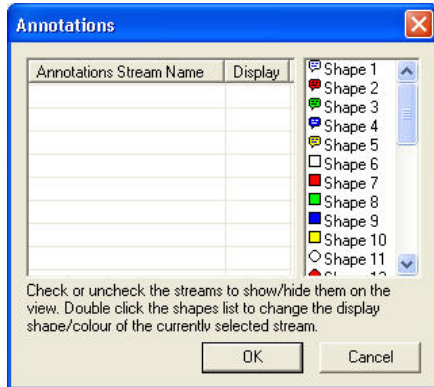 Annotations
Annotations Stream Name Display
Shape 1
Shape 2
Shape 3
Shape 4
Shape 5
Shape 6
Shape 7
Shape 8
Shape 9
Shape 10
Shape 11
Check or uncheck the streams to show/hide them on the
view. Double click the shapes list to change the display
shape/colour of the currently selected stream.
OK Cancel